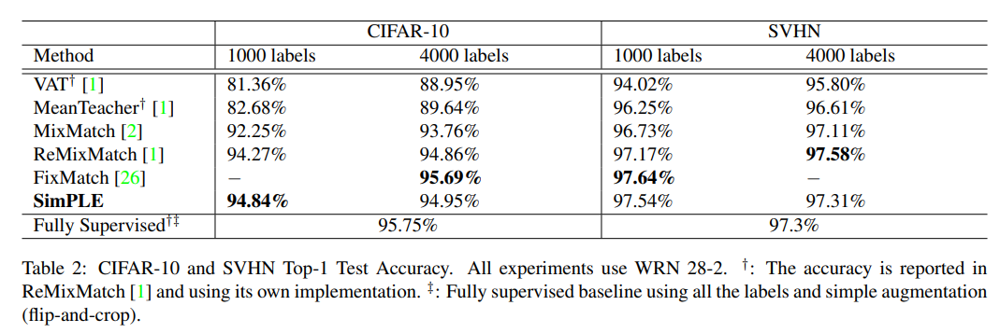 CIFAR-10 SVHN
Method 1000 labels 4000 labels 1000 labels 4000 labels
VAT† [1] 81.36% 88.95% 94.02% 95.80%
MeanTeacher† [1] 82.68% 89.64% 96.25% 96.61%
MixMatch [2] 92.25% 93.76% 96.73% 97.11%
ReMixMatch [1] 94.27% 94.86% 97.17% 97.58%
FixMatch [26] − 95.69% 97.64% −
SimPLE 94.84% 94.95% 97.54% 97.31%
Fully Supervised†‡ 95.75% 97.3%
Table 2: CIFAR-10 and SVHN Top-1 Test Accuracy. All experiments use WRN 28-2. †: The accuracy is reported in
ReMixMatch [1] and using its own implementation. ‡: Fully supervised baseline using all the labels and simple augmentation
(flip-and-crop).